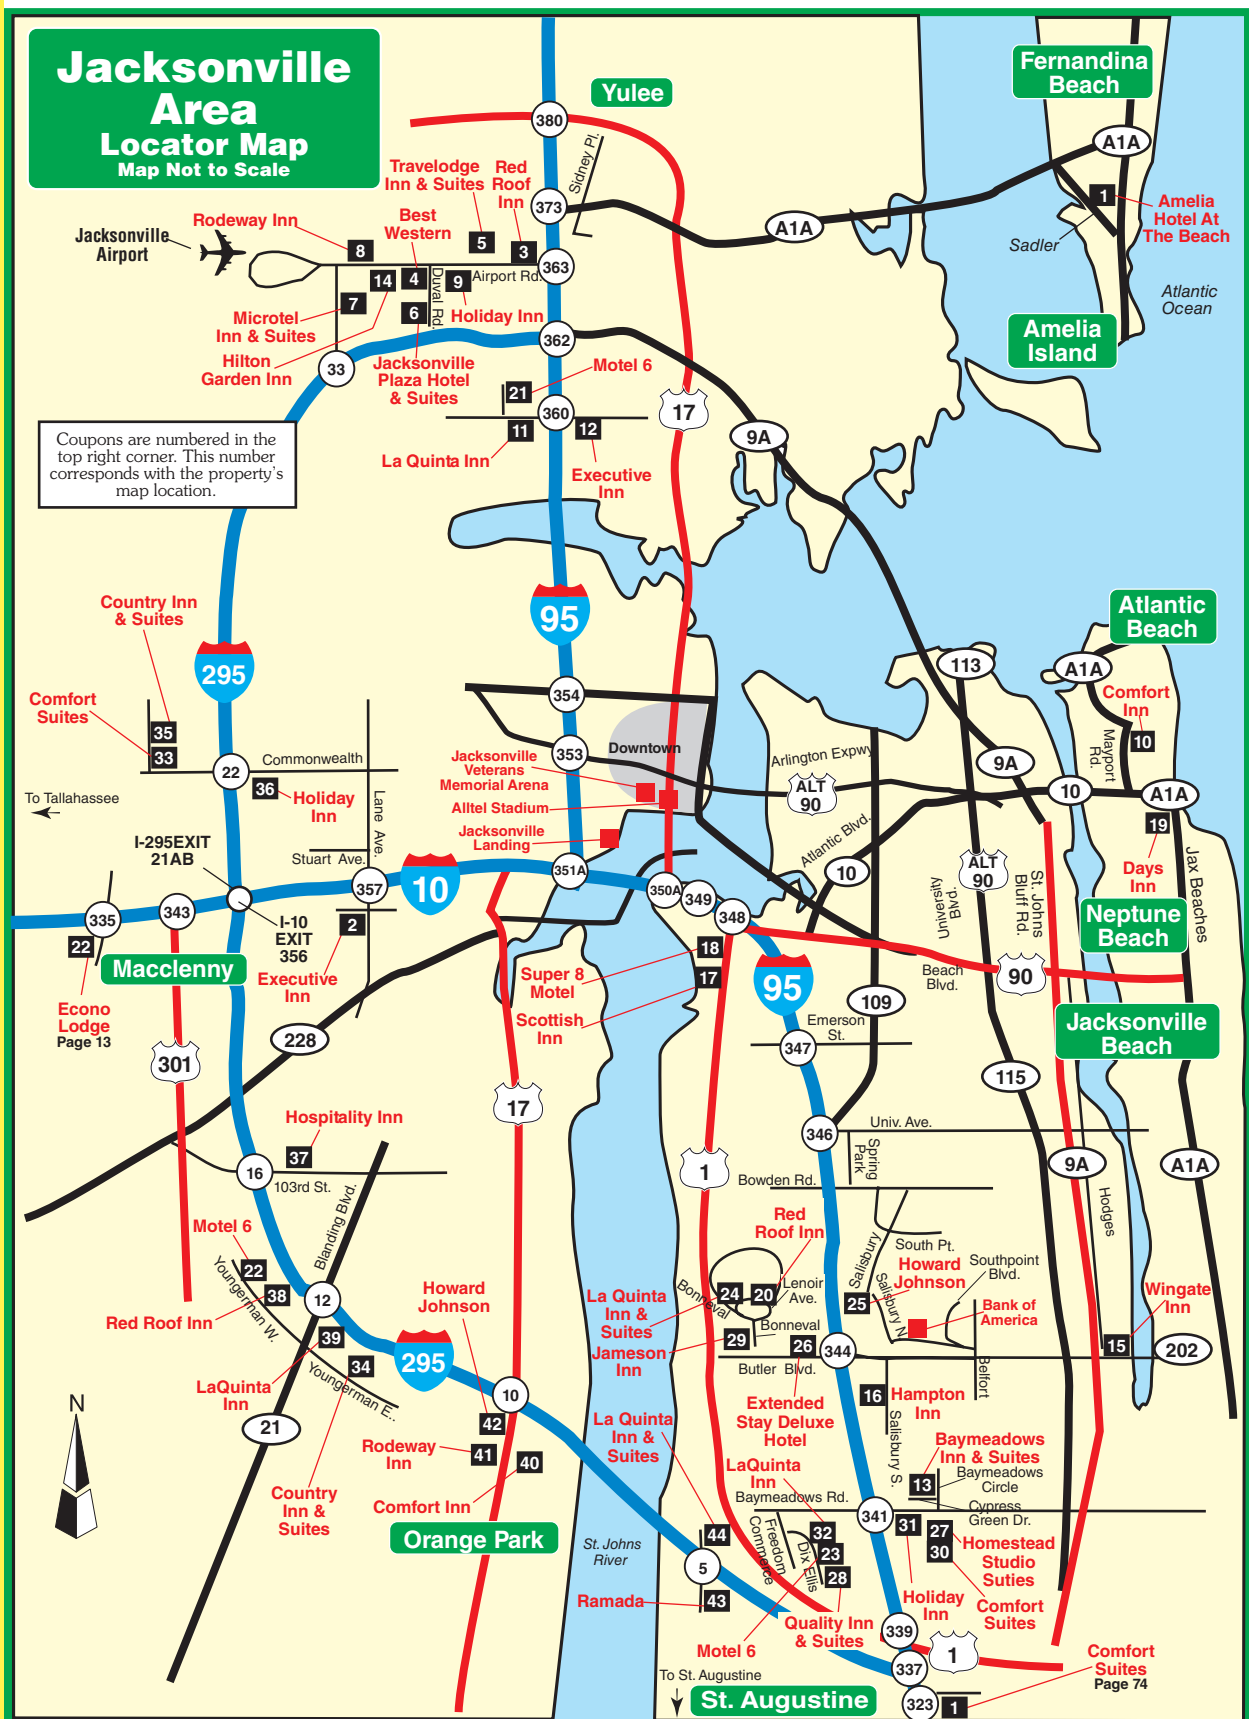 Jacksonville
Area
Locator Map
Map Not to Scale
Yulee
Fernandina
Beach
380
A1A
Sidney Pl.
Travelodge
Inn & Suites
Red
Roof
Inn
373
1
Amelia
Hotel At
The Beach
Rodeway Inn
Best
Western
A1A
Sadler
Jacksonville
Airport
8
5
3
363
14
4
9
Airport Rd.
Duval Rd.
Atlantic
Ocean
7
6
Holiday Inn
Microtel
Inn & Suites
Amelia
Island
362
Hilton
Garden Inn
33
Jacksonville
Plaza Hotel
& Suites
Motel 6
21
360
17
11
12
9A
Coupons are numbered in the
top right corner. This number
corresponds with the property's
map location.
La Quinta Inn
Executive
Inn
Country Inn
& Suites
95
Atlantic
Beach
295
113
A1A
Comfort
Suites
354
Comfort
Inn
35
33
353
Downtown
10
Mayport
Rd.
Jacksonville
Veterans
Memorial Arena
Arlington Expwy
9A
22
Commonwealth
36
Holiday
Inn
ALT
90
10
A1A
To Tallahassee
Alltel Stadium
Lane Ave.
19
Jacksonville
Landing
Atlantic Blvd.
I-295EXIT
21AB
Stuart Ave.
Days
Inn
Jax Beaches
10
351A
10
ALT
90
357
350A
349
University
Blvd.
St. Johns
Bluff Rd.
335
343
348
Neptune
Beach
I-10
EXIT
356
2
22
18
Macclenny
Executive
Inn
Super 8
Motel
17
95
Beach
Blvd.
90
Econo
Lodge
Page 13
Scottish
Inn
109
Jacksonville
Beach
228
Emerson
St.
301
347
17
115
Hospitality Inn
346
Univ. Ave.
37
Spring
Park
16
103rd St.
1
9A
A1A
Bowden Rd.
Blanding Blvd.
Hodges
Motel 6
Red
Roof Inn
Salisbury
South Pt.
Southpoint
Blvd.
22
Youngerman W.
Howard
Johnson
Howard
Johnson
38
12
La Quinta
Inn &
Suites
Bonneval
24
20
Lenoir
Ave.
25
Salisbury N.
Bank of
America
Wingate
Inn
Red Roof Inn
39
Bonneval
29
26
Jameson
Inn
15
202
34
295
344
Butler Blvd.
Belfort
LaQuinta
Inn
Youngerman E..
N
10
Extended
Stay Deluxe
Hotel
16
Hampton
Inn
21
42
La Quinta
Inn &
Suites
Salisbury S.
Rodeway
Inn
41
40
Baymeadows
Inn & Suites
LaQuinta
Inn
13
Baymeadows
Circle
Country
Inn &
Suites
Comfort Inn
Baymeadows Rd.
Cypress
Green Dr.
341
Orange Park
St. Johns
River
44
Freedom
Commerce
32
31
27
Dix Ellis
23
30
Homestead
Studio
Suties
5
28
Ramada
43
Holiday
Inn
Comfort
Suites
Quality Inn
& Suites
339
Motel 6
1
Comfort
Suites
Page 74
337
To St. Augustine
St. Augustine
323
1